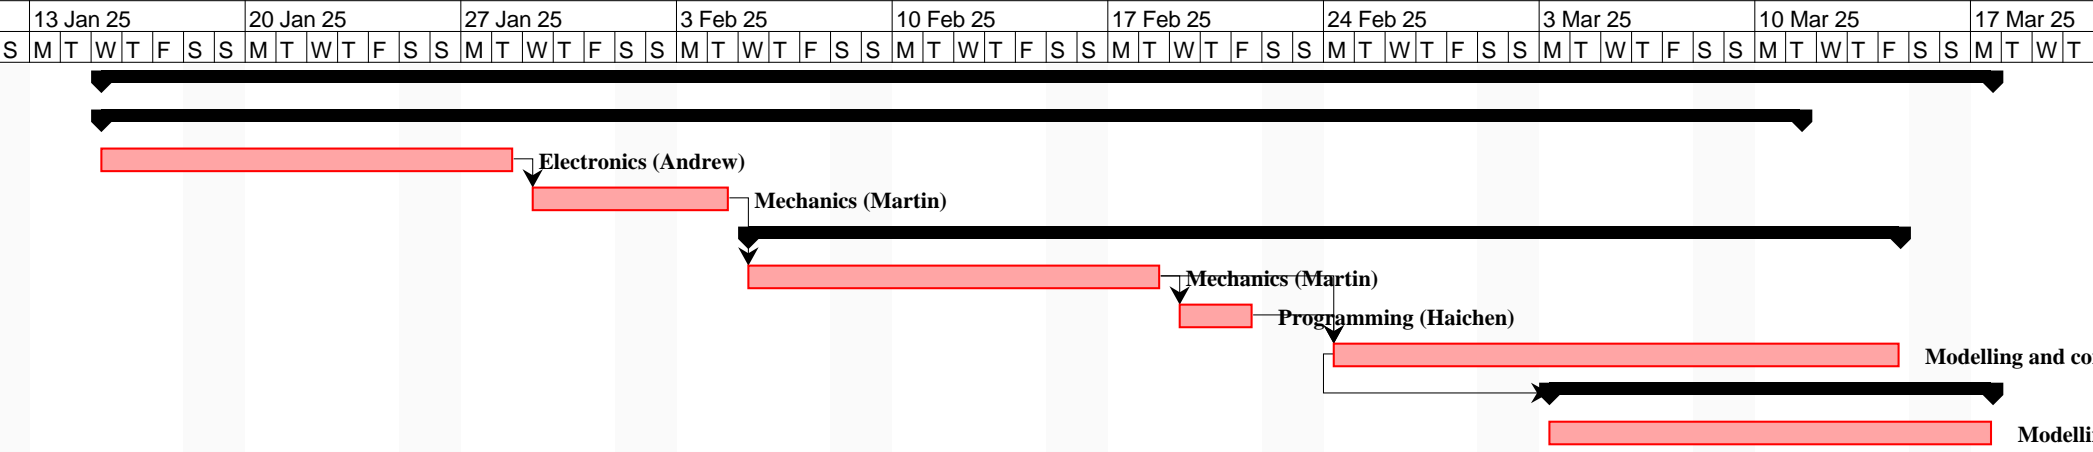 13 Jan 25 20 Jan 25 27 Jan 25 3 Feb 25 10 Feb 25 17 Feb 25 24 Feb 25 3 Mar 25 10 Mar 25 17 Mar 25
S M T W T F S S M T W T F S S M T W T F S S M T W T F S S M T W T F S S M T W T F S S M T W T F S S M T W T F S S M T W T F S S M T W T
Electronics (Andrew)
Mechanics (Martin)
Mechanics (Martin)
Programming (Haichen)
Modelling and